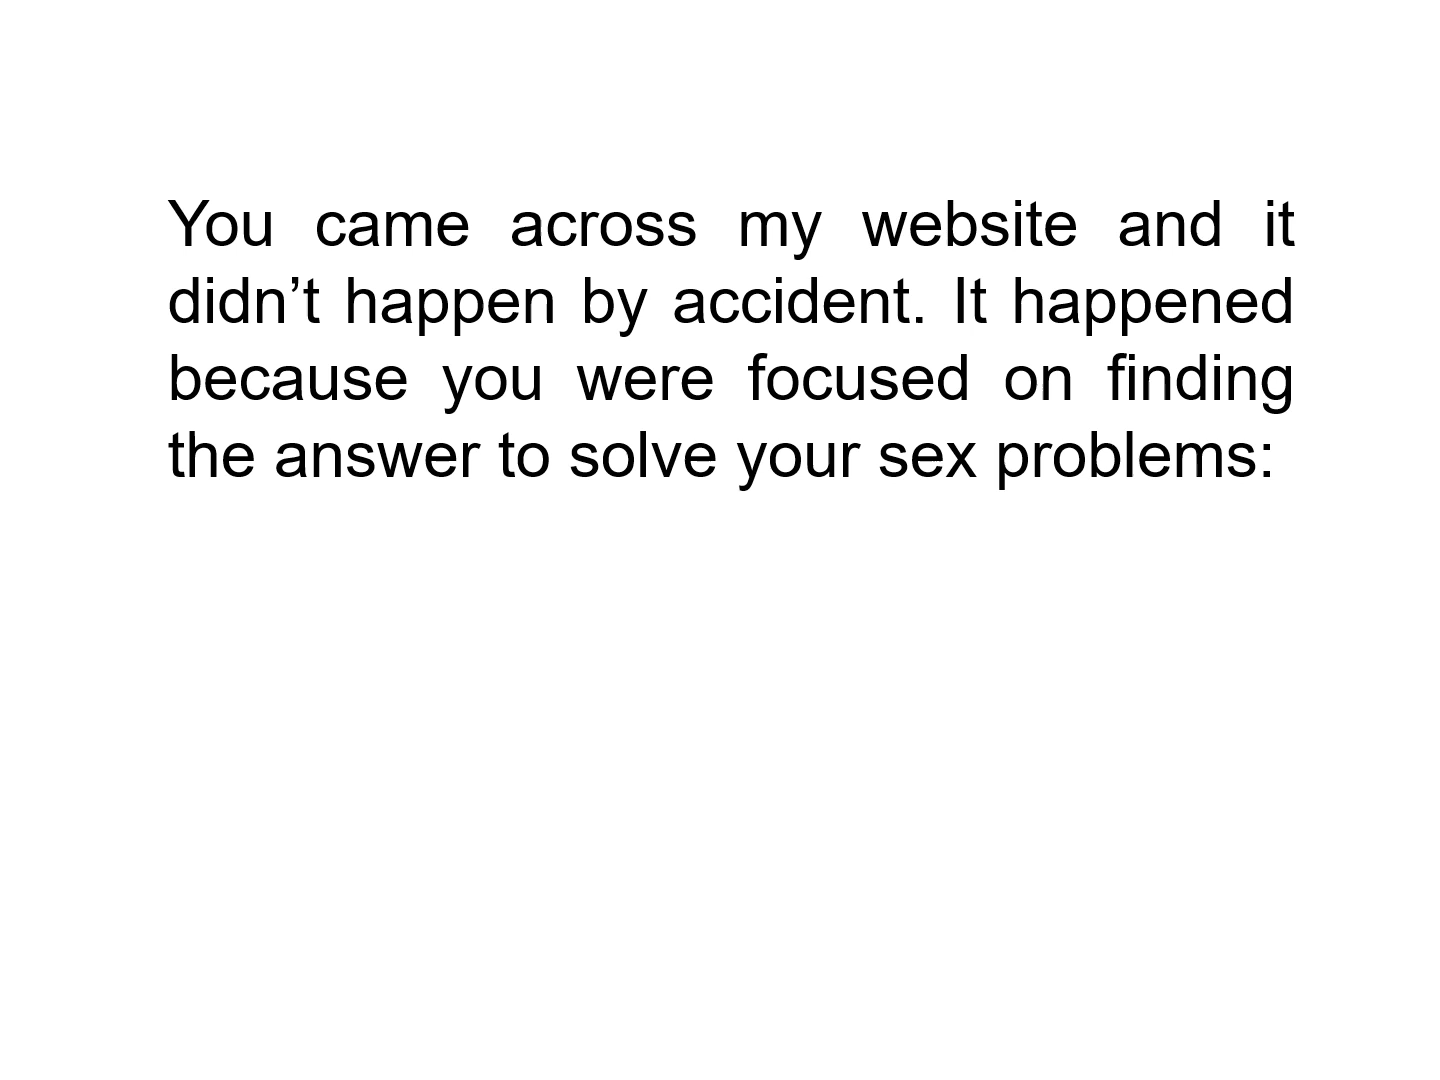 You came across my website and it
didn’t happen by accident. It happened
because you were focused on finding
the answer to solve your sex problems: